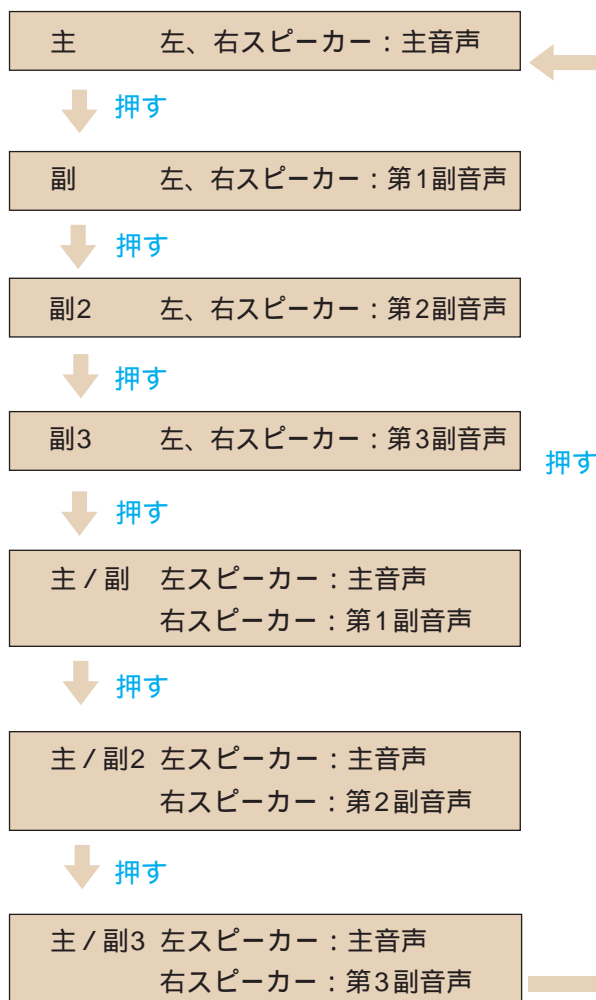 主 左、右スピーカー：主音声
押す
副 左、右スピーカー：第1副音声
押す
副2 左、右スピーカー：第2副音声
押す
副3 左、右スピーカー：第3副音声
押す
押す
主／副 左スピーカー：主音声
右スピーカー：第1副音声
押す
主／副2 左スピーカー：主音声
右スピーカー：第2副音声
押す
主／副3 左スピーカー：主音声
右スピーカー：第3副音声